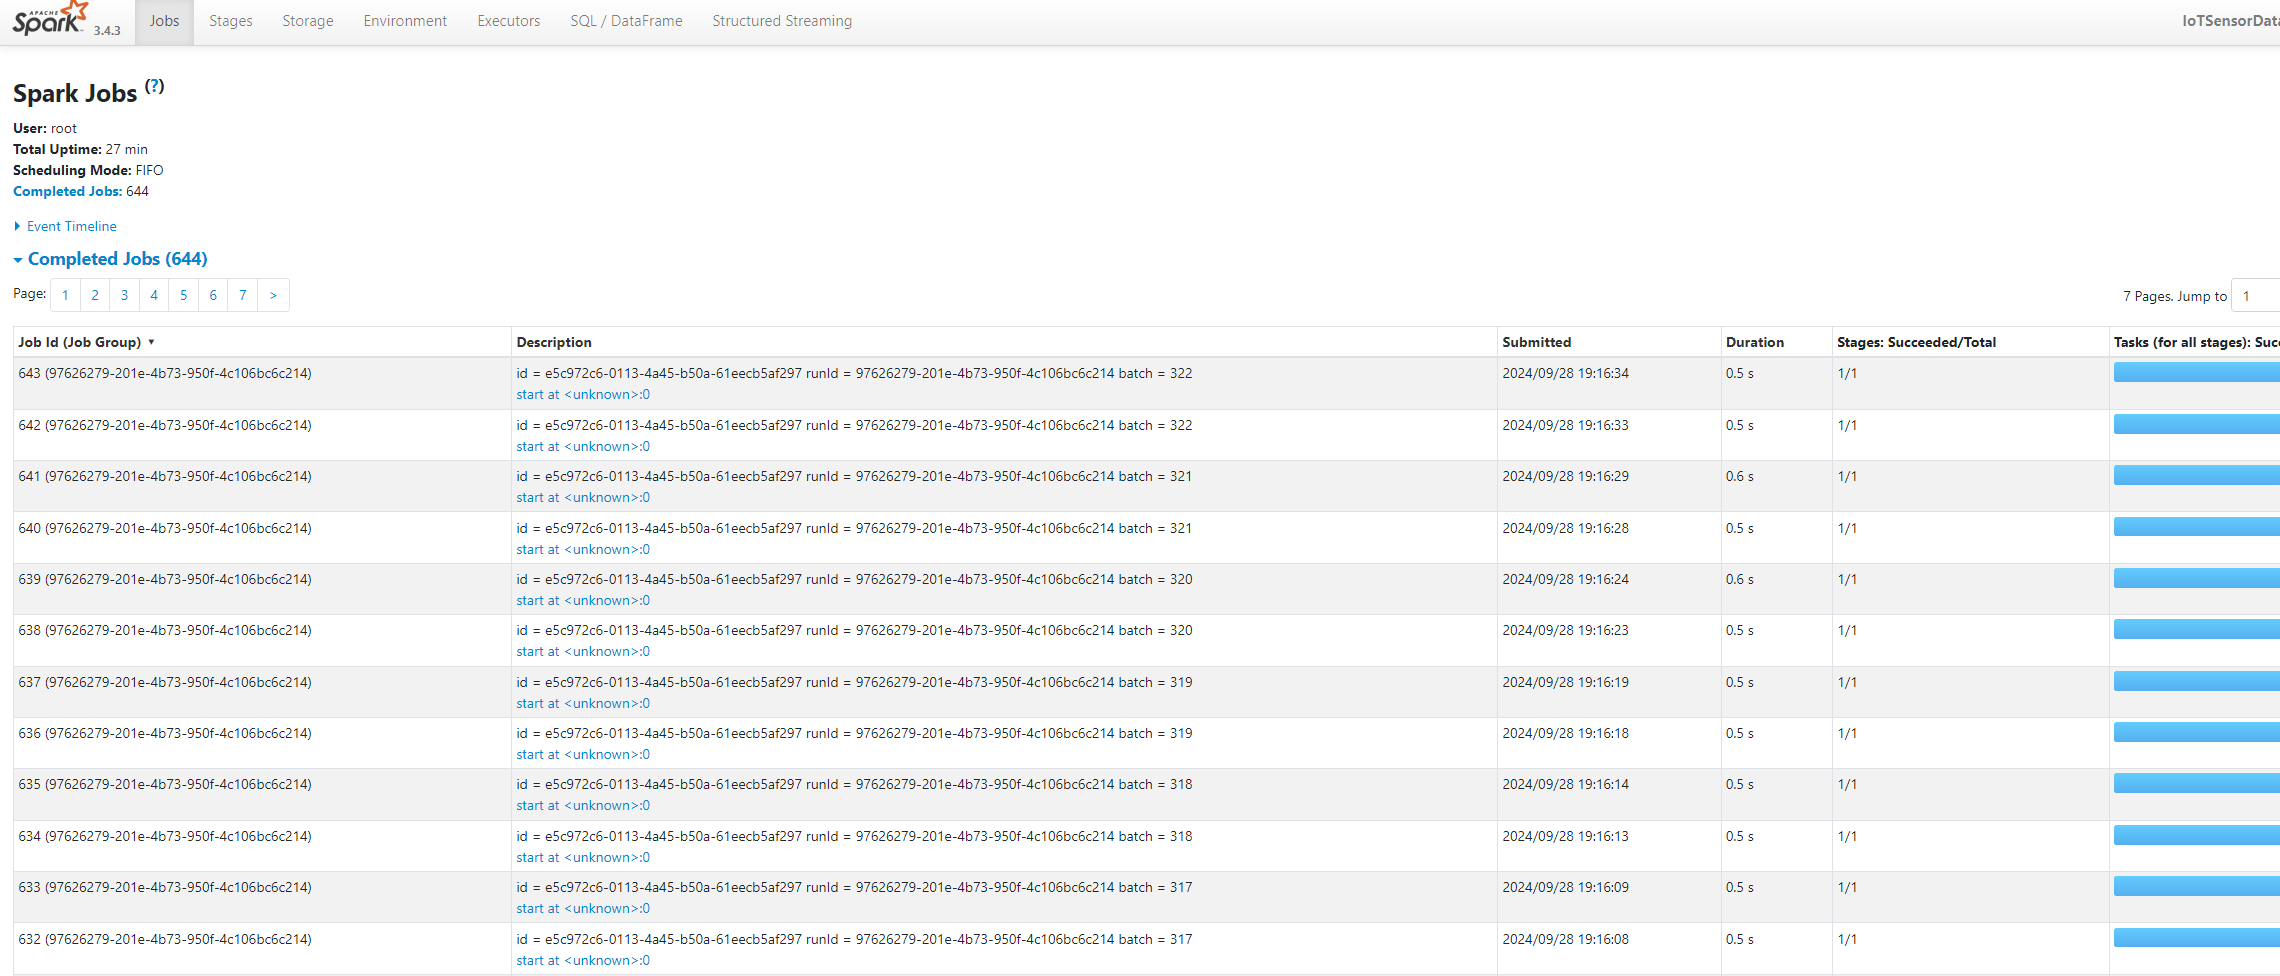 APACHE
Spark 3.4.3 Jobs Stages Storage Environment Executors SQL / DataFrame Structured Streaming IoTSensorData
Spark Jobs (?)
User: root
Total Uptime: 27 min
Scheduling Mode: FIFO
Completed Jobs: 644
Event Timeline
Completed Jobs (644)
Page: 1 2 3 4 5 6 7 > 7 Pages. Jump to 1
Job Id (Job Group) ▾ Description Submitted Duration Stages: Succeeded/Total Tasks (for all stages): Suc
643 (97626279-201e-4b73-950f-4c106bc6c214) id = e5c972c6-0113-4a45-b50a-61eecb5af297 runId = 97626279-201e-4b73-950f-4c106bc6c214 batch = 322 2024/09/28 19:16:34 0.5 s 1/1
start at <unknown>:0
642 (97626279-201e-4b73-950f-4c106bc6c214) id = e5c972c6-0113-4a45-b50a-61eecb5af297 runId = 97626279-201e-4b73-950f-4c106bc6c214 batch = 322 2024/09/28 19:16:33 0.5 s 1/1
start at <unknown>:0
641 (97626279-201e-4b73-950f-4c106bc6c214) id = e5c972c6-0113-4a45-b50a-61eecb5af297 runId = 97626279-201e-4b73-950f-4c106bc6c214 batch = 321 2024/09/28 19:16:29 0.6 s 1/1
start at <unknown>:0
640 (97626279-201e-4b73-950f-4c106bc6c214) id = e5c972c6-0113-4a45-b50a-61eecb5af297 runId = 97626279-201e-4b73-950f-4c106bc6c214 batch = 321 2024/09/28 19:16:28 0.5 s 1/1
start at <unknown>:0
639 (97626279-201e-4b73-950f-4c106bc6c214) id = e5c972c6-0113-4a45-b50a-61eecb5af297 runId = 97626279-201e-4b73-950f-4c106bc6c214 batch = 320 2024/09/28 19:16:24 0.6 s 1/1
start at <unknown>:0
638 (97626279-201e-4b73-950f-4c106bc6c214) id = e5c972c6-0113-4a45-b50a-61eecb5af297 runId = 97626279-201e-4b73-950f-4c106bc6c214 batch = 320 2024/09/28 19:16:23 0.5 s 1/1
start at <unknown>:0
637 (97626279-201e-4b73-950f-4c106bc6c214) id = e5c972c6-0113-4a45-b50a-61eecb5af297 runId = 97626279-201e-4b73-950f-4c106bc6c214 batch = 319 2024/09/28 19:16:19 0.5 s 1/1
start at <unknown>:0
636 (97626279-201e-4b73-950f-4c106bc6c214) id = e5c972c6-0113-4a45-b50a-61eecb5af297 runId = 97626279-201e-4b73-950f-4c106bc6c214 batch = 319 2024/09/28 19:16:18 0.5 s 1/1
start at <unknown>:0
635 (97626279-201e-4b73-950f-4c106bc6c214) id = e5c972c6-0113-4a45-b50a-61eecb5af297 runId = 97626279-201e-4b73-950f-4c106bc6c214 batch = 318 2024/09/28 19:16:14 0.5 s 1/1
start at <unknown>:0
634 (97626279-201e-4b73-950f-4c106bc6c214) id = e5c972c6-0113-4a45-b50a-61eecb5af297 runId = 97626279-201e-4b73-950f-4c106bc6c214 batch = 318 2024/09/28 19:16:13 0.5 s 1/1
start at <unknown>:0
633 (97626279-201e-4b73-950f-4c106bc6c214) id = e5c972c6-0113-4a45-b50a-61eecb5af297 runId = 97626279-201e-4b73-950f-4c106bc6c214 batch = 317 2024/09/28 19:16:09 0.5 s 1/1
start at <unknown>:0
632 (97626279-201e-4b73-950f-4c106bc6c214) id = e5c972c6-0113-4a45-b50a-61eecb5af297 runId = 97626279-201e-4b73-950f-4c106bc6c214 batch = 317 2024/09/28 19:16:08 0.5 s 1/1
start at <unknown>:0